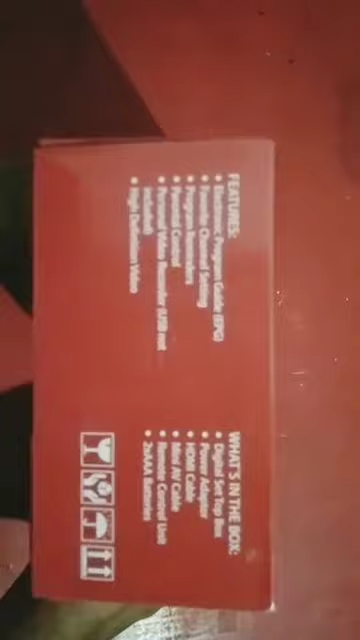 FEATURES:
• Electronic Program Guide (EPG)
• Favorite Channel Setting
• Program Reminders
• Parental Control
• Personal Video Recorder (USB not
included)
• High Definition Video
WHAT'S IN THE BOX:
• Digital Set Top Box
• Power Adapter
• HDMI Cable
• Mini AV Cable
• Remote Control Unit
• 2xAAA Batteries